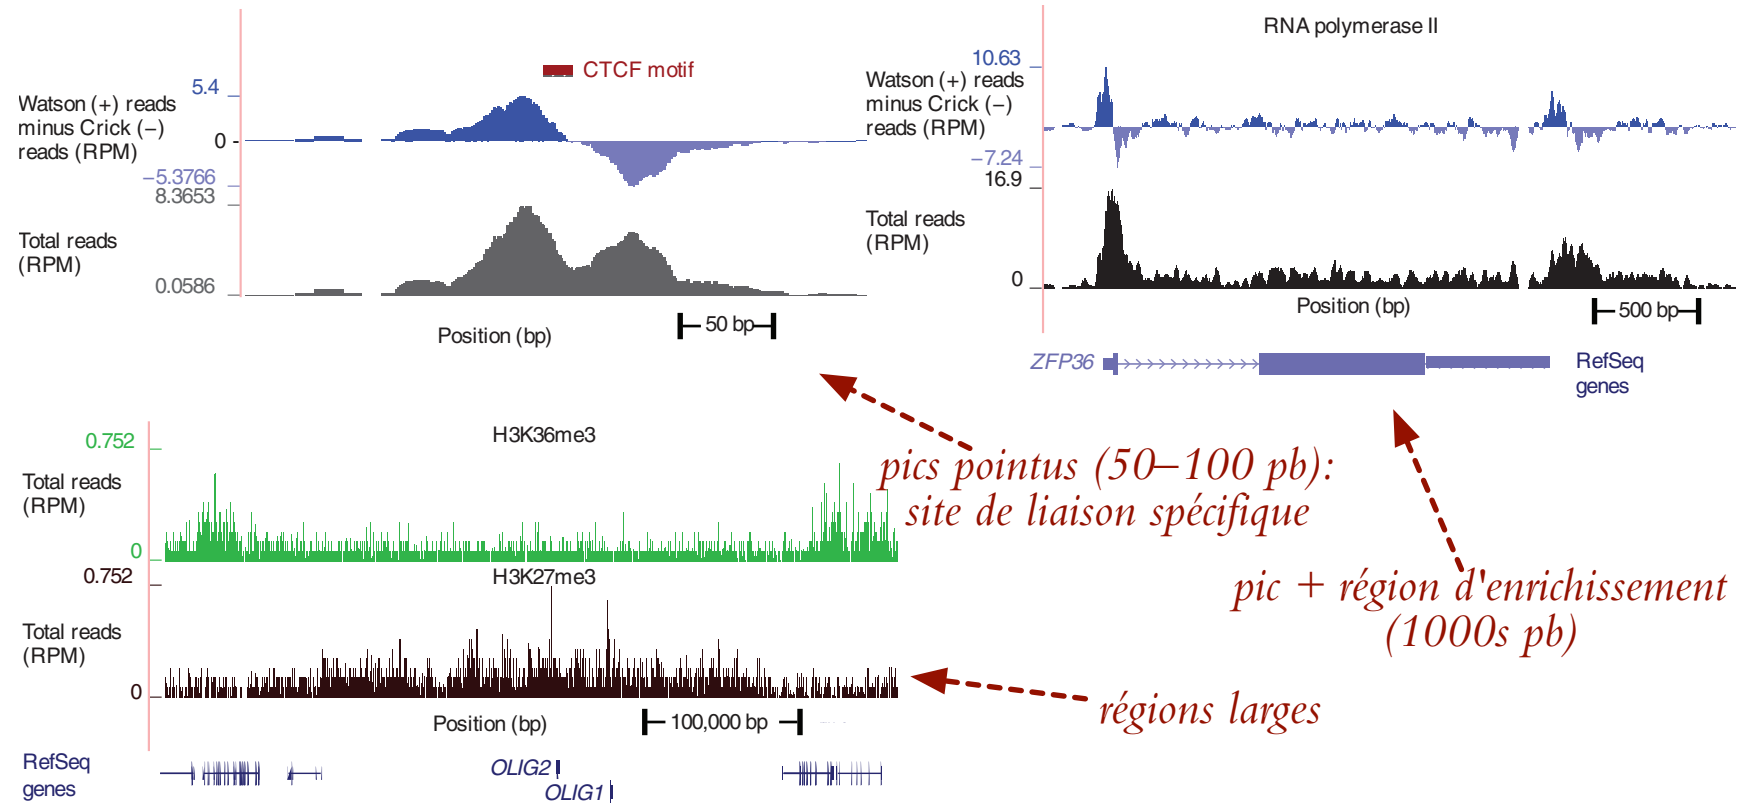 CTCF motif
5.4
Watson (+) reads
minus Crick (−)
reads (RPM)
0
−5.3766
8.3653
Total reads
(RPM)
0.0586
50 bp
Position (bp)
RNA polymerase II
10.63
Watson (+) reads
minus Crick (−)
reads (RPM)
−7.24
16.9
Total reads
(RPM)
0
Position (bp)
500 bp
ZFP36
RefSeq
genes
pics pointus (50–100 pb):
site de liaison spécifique
pic + région d'enrichissement
(1000s pb)
régions larges
H3K36me3
0.752
Total reads
(RPM)
0
H3K27me3
0.752
Total reads
(RPM)
0
Position (bp)
100,000 bp
RefSeq
genes
OLIG2
OLIG1